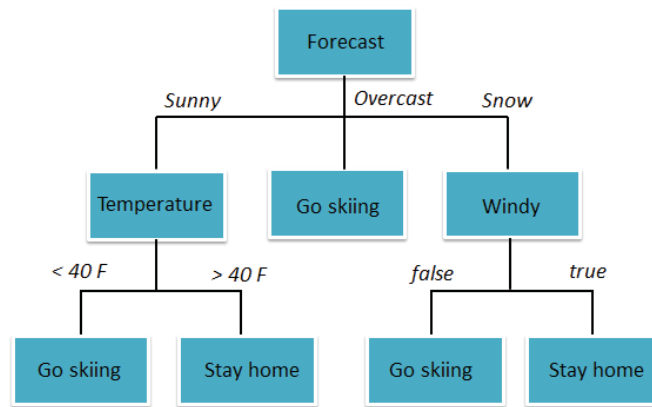 Forecast
Sunny
Overcast
Snow
Temperature
Go skiing
Windy
< 40 F
> 40 F
false
true
Go skiing
Stay home
Go skiing
Stay home